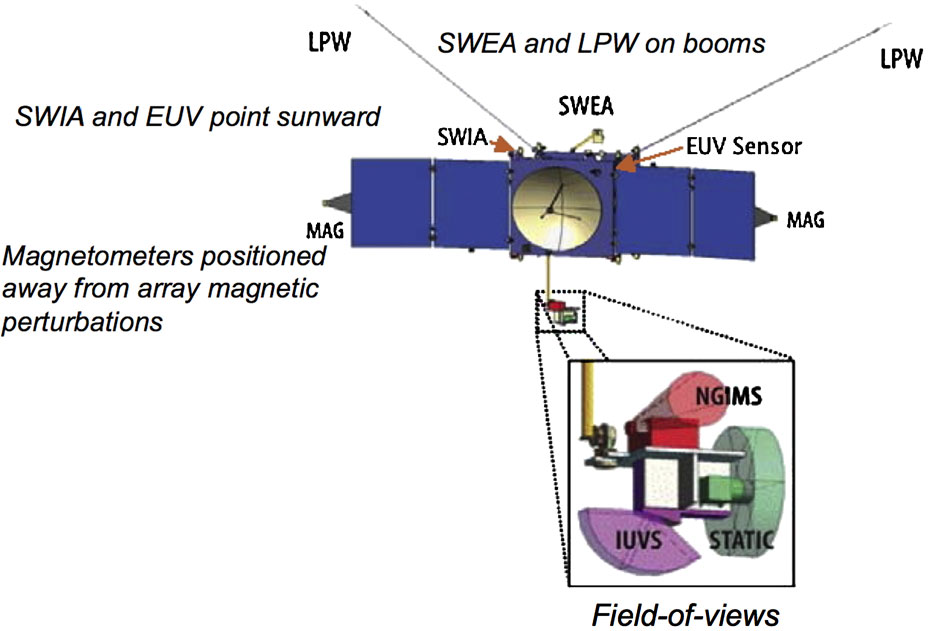 LPW
SWEA and LPW on booms
LPW
SWIA and EUV point sunward
SWEA
SWIA
EUV Sensor
MAG
MAG
Magnetometers positioned
away from array magnetic
perturbations
NGIMS
IUVS
STATIC
Field-of-views